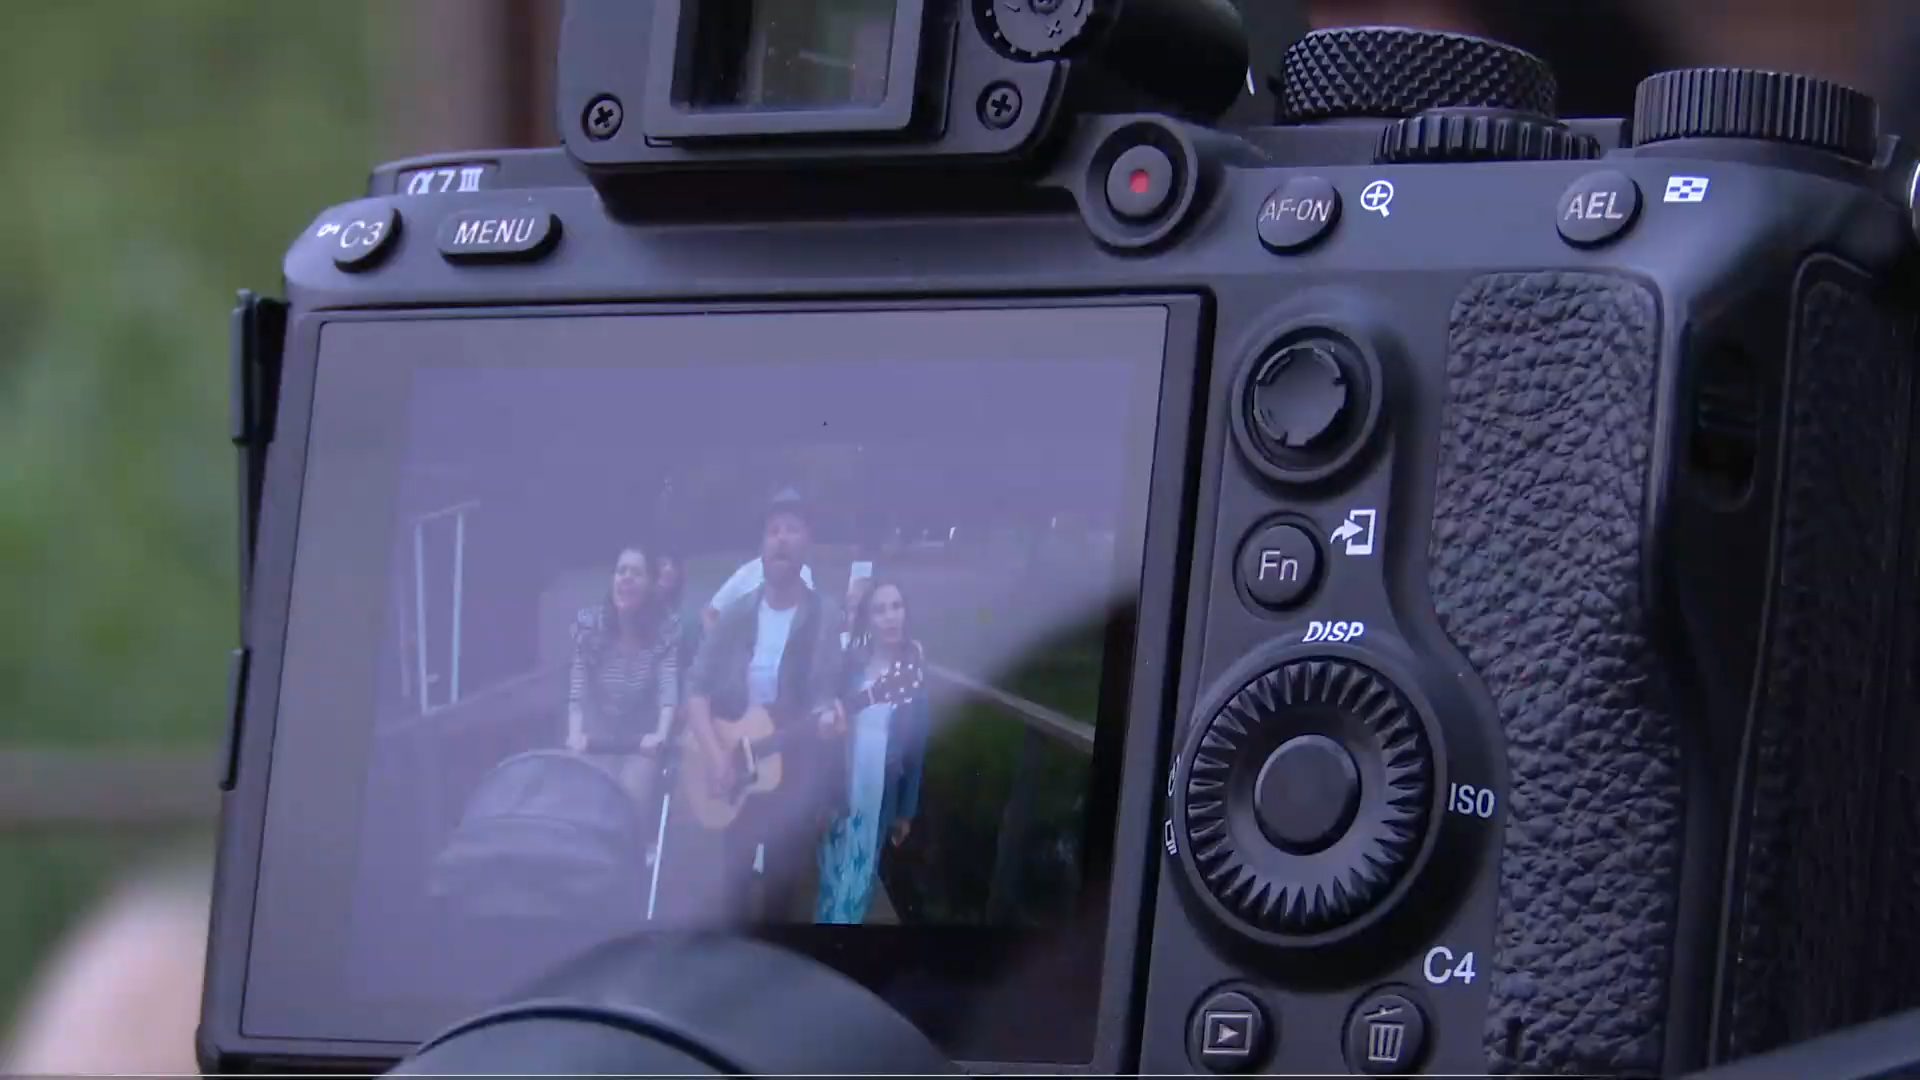 α7III
C3
MENU
AF-ON
AEL
Fn
DISP
ISO
C4